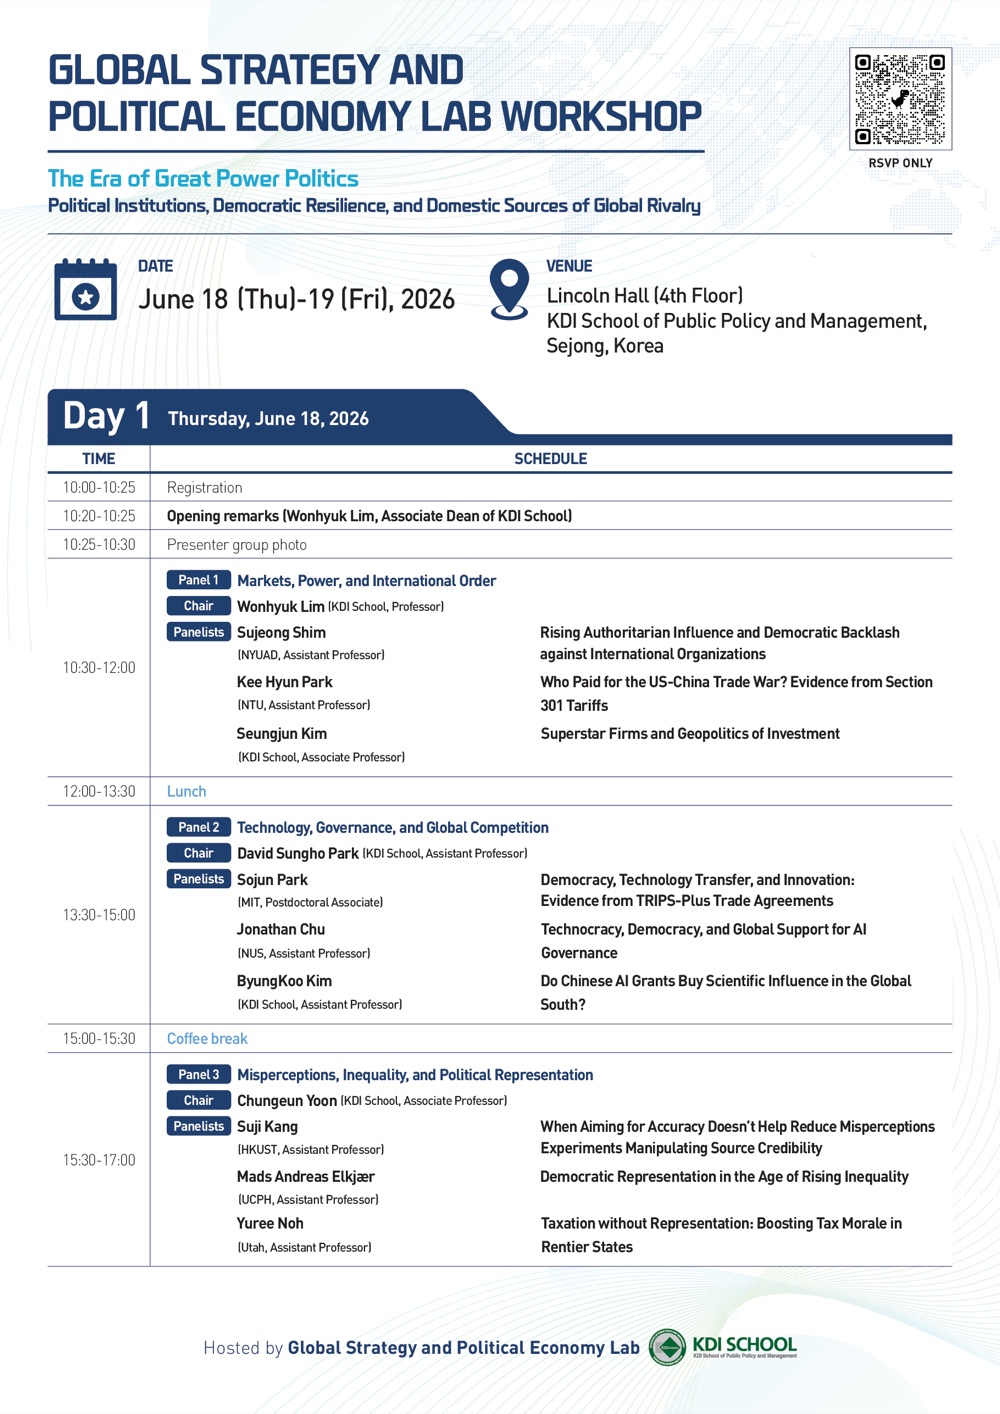 GLOBAL STRATEGY AND
POLITICAL ECONOMY LAB WORKSHOP
RSVP ONLY
The Era of Great Power Politics
Political Institutions, Democratic Resilience, and Domestic Sources of Global Rivalry
DATE
June 18 (Thu)-19 (Fri), 2026
VENUE
Lincoln Hall (4th Floor)
KDI School of Public Policy and Management,
Sejong, Korea
Day 1 Thursday, June 18, 2026
TIME SCHEDULE
10:00-10:25 Registration
10:20-10:25 Opening remarks (Wonhyuk Lim, Associate Dean of KDI School)
10:25-10:30 Presenter group photo
10:30-12:00
Panel 1 Markets, Power, and International Order
Chair Wonhyuk Lim (KDI School, Professor)
Panelists Sujeong Shim
(NYUAD, Assistant Professor)
Rising Authoritarian Influence and Democratic Backlash
against International Organizations
Kee Hyun Park
(NTU, Assistant Professor)
Who Paid for the US-China Trade War? Evidence from Section
301 Tariffs
Seungjun Kim
(KDI School, Associate Professor)
Superstar Firms and Geopolitics of Investment
12:00-13:30 Lunch
13:30-15:00
Panel 2 Technology, Governance, and Global Competition
Chair David Sungho Park (KDI School, Assistant Professor)
Panelists Sojun Park
(MIT, Postdoctoral Associate)
Democracy, Technology Transfer, and Innovation:
Evidence from TRIPS-Plus Trade Agreements
Jonathan Chu
(NUS, Assistant Professor)
Technocracy, Democracy, and Global Support for AI
Governance
ByungKoo Kim
(KDI School, Assistant Professor)
Do Chinese AI Grants Buy Scientific Influence in the Global
South?
15:00-15:30 Coffee break
15:30-17:00
Panel 3 Misperceptions, Inequality, and Political Representation
Chair Chungeun Yoon (KDI School, Associate Professor)
Panelists Suji Kang
(HKUST, Assistant Professor)
When Aiming for Accuracy Doesn't Help Reduce Misperceptions
Experiments Manipulating Source Credibility
Mads Andreas Elkjær
(UCPH, Assistant Professor)
Democratic Representation in the Age of Rising Inequality
Yuree Noh
(Utah, Assistant Professor)
Taxation without Representation: Boosting Tax Morale in
Rentier States
Hosted by Global Strategy and Political Economy Lab
KDI SCHOOL
KDI School of Public Policy and Management